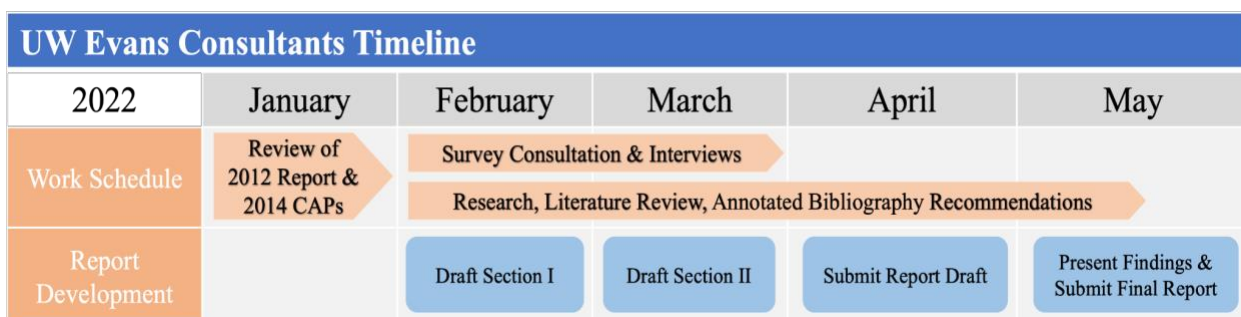 UW Evans Consultants Timeline
2022 January February March April May
Work Schedule
Review of
2012 Report &
2014 CAPs
Survey Consultation & Interviews
Research, Literature Review, Annotated Bibliography Recommendations
Report
Development
Draft Section I
Draft Section II
Submit Report Draft
Present Findings &
Submit Final Report